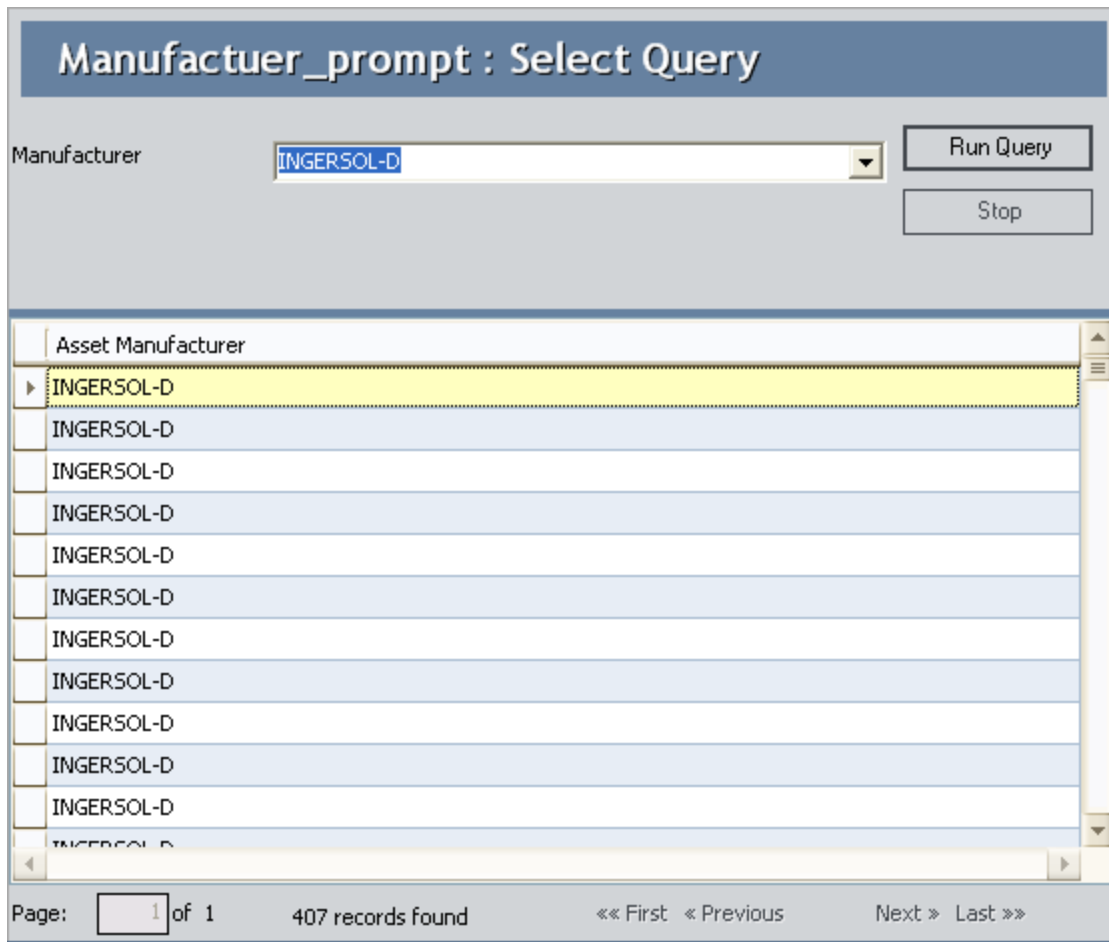 Manufactuer_prompt : Select Query
Manufacturer
INGERSOL-D
Run Query
Stop
Asset Manufacturer
INGERSOL-D
INGERSOL-D
INGERSOL-D
INGERSOL-D
INGERSOL-D
INGERSOL-D
INGERSOL-D
INGERSOL-D
INGERSOL-D
INGERSOL-D
INGERSOL-D
INGERSOL-D
Page: 1 of 1 407 records found «« First « Previous Next » Last »»